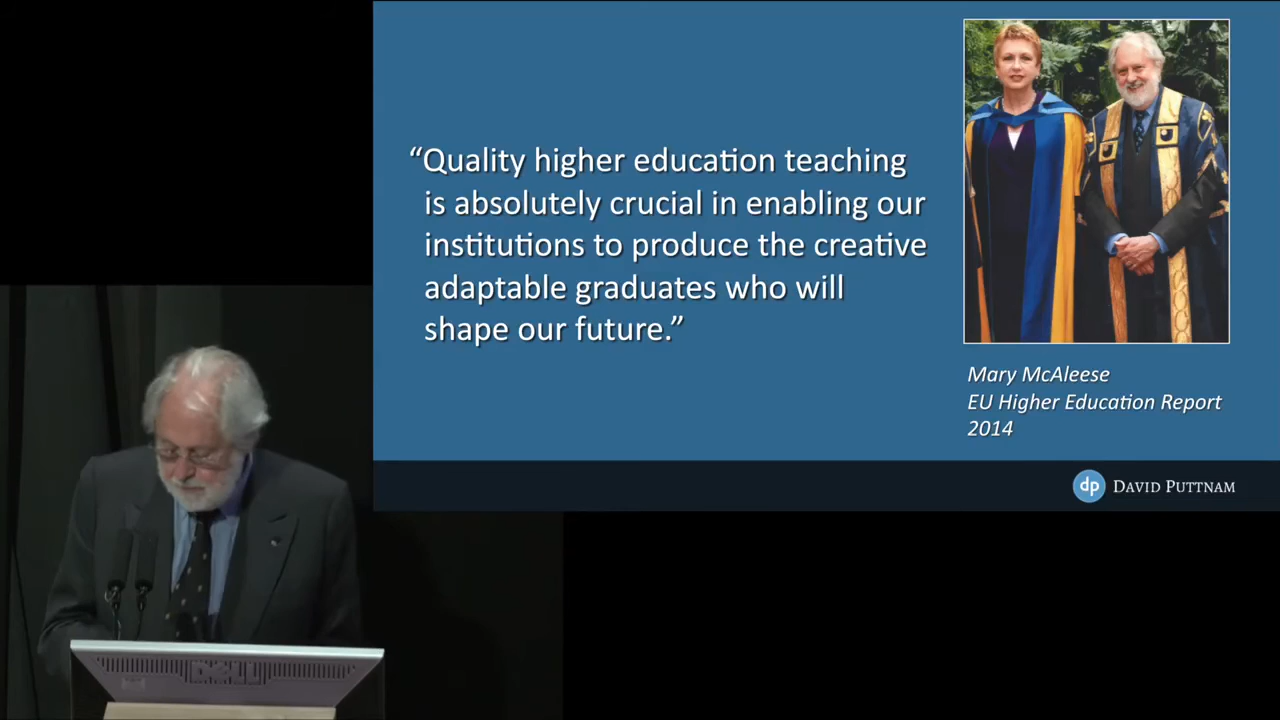 “Quality higher education teaching
is absolutely crucial in enabling our
institutions to produce the creative
adaptable graduates who will
shape our future.”
Mary McAleese
EU Higher Education Report
2014
dp DAVID PUTTNAM
DELL